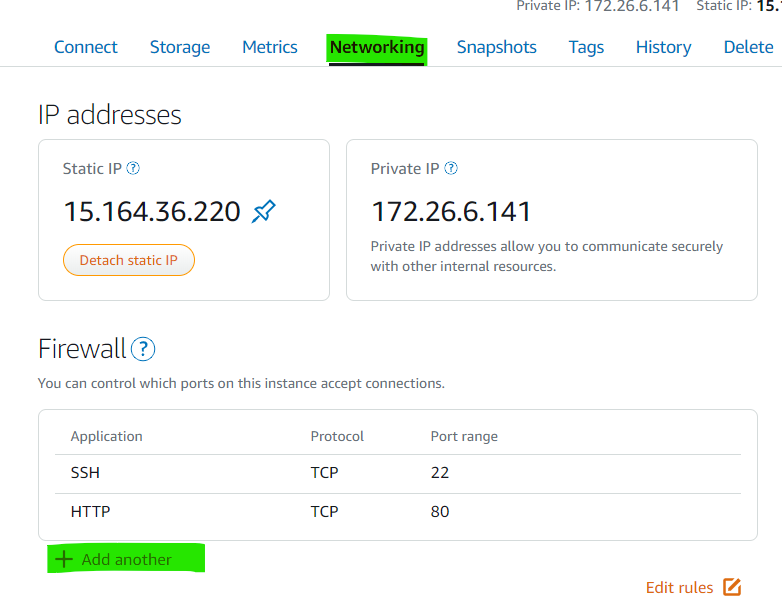 Private IP: 172.26.6.141 Static IP: 15.
Connect Storage Metrics Networking Snapshots Tags History Delete
IP addresses
Static IP ?
15.164.36.220
Detach static IP
Private IP ?
172.26.6.141
Private IP addresses allow you to communicate securely
with other internal resources.
Firewall ?
You can control which ports on this instance accept connections.
Application Protocol Port range
SSH TCP 22
HTTP TCP 80
+ Add another
Edit rules